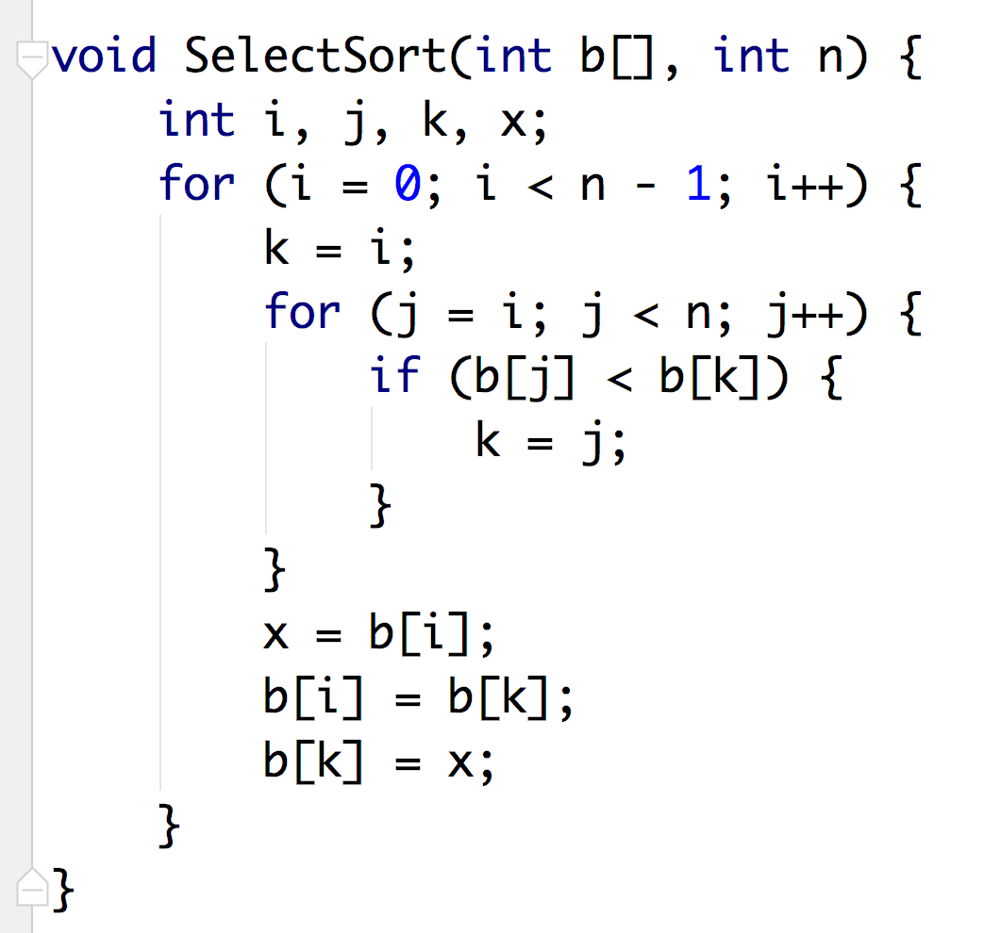 void SelectSort(int b[], int n) {
    int i, j, k, x;
    for (i = 0; i < n - 1; i++) {
        k = i;
        for (j = i; j < n; j++) {
            if (b[j] < b[k]) {
                k = j;
            }
        }
        x = b[i];
        b[i] = b[k];
        b[k] = x;
    }
}